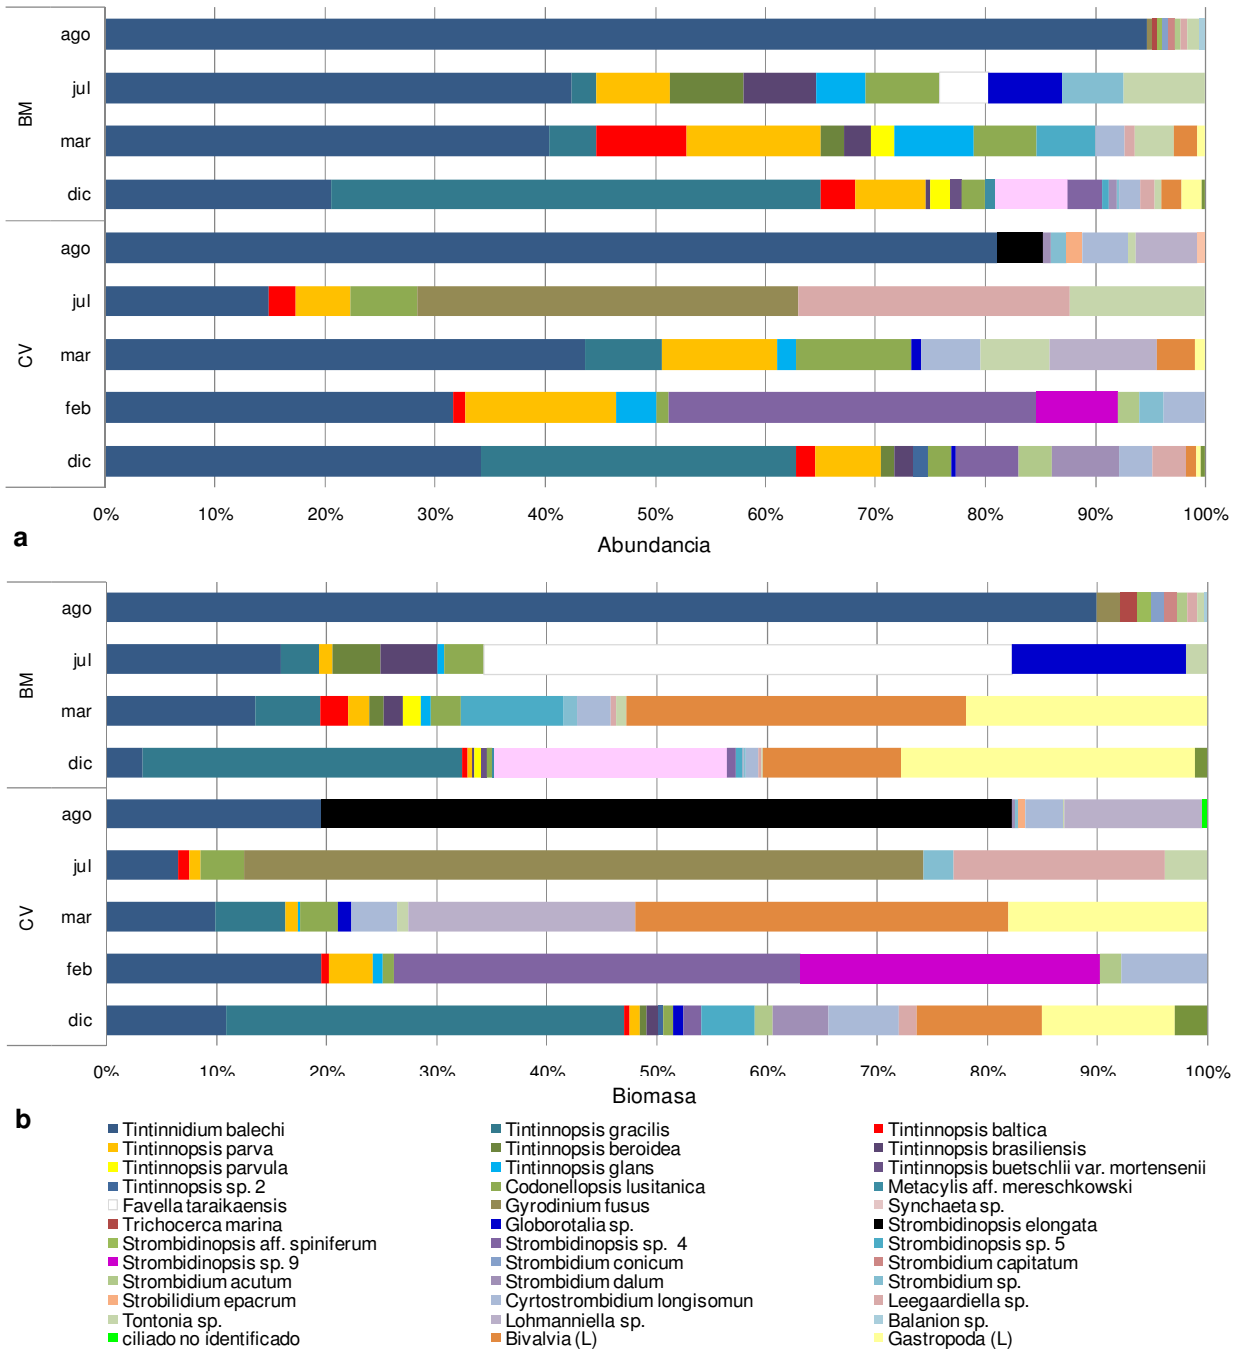 BM
ago
jul
mar
dic
CV
ago
jul
mar
feb
dic
0% 10% 20% 30% 40% 50% 60% 70% 80% 90% 100%
a
Abundancia
BM
ago
jul
mar
dic
CV
ago
jul
mar
feb
dic
0% 10% 20% 30% 40% 50% 60% 70% 80% 90% 100%
Biomasa
b
Tintinnidium balechi Tintinnopsis gracilis Tintinnopsis baltica
Tintinnopsis parva Tintinnopsis beroidea Tintinnopsis brasiliensis
Tintinnopsis parvula Tintinnopsis glans Tintinnopsis buetschlii var. mortensenii
Tintinnopsis sp. 2 Codonellopsis lusitanica Metacylis aff. mereschkowski
Favella taraikaensis Gyrodinium fusus Synchaeta sp.
Trichocerca marina Globorotalia sp. Strombidinopsis elongata
Strombidinopsis aff. spiniferum Strombidinopsis sp. 4 Strombidinopsis sp. 5
Strombidinopsis sp. 9 Strombidium conicum Strombidium capitatum
Strombidium acutum Strombidium dalum Strombidium sp.
Strobilidium epacrum Cyrtostrombidium longisomun Leegaardiella sp.
Tontonia sp. Lohmanniella sp. Balanion sp.
ciliado no identificado Bivalvia (L) Gastropoda (L)